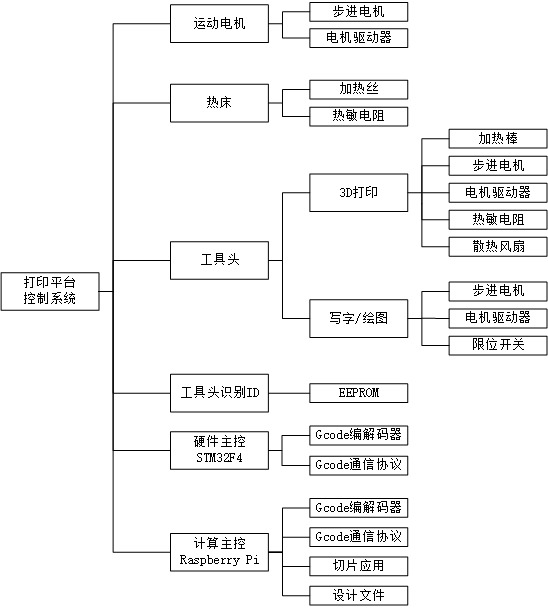 打印平台
控制系统
运动电机
步进电机
电机驱动器
热床
加热丝
热敏电阻
工具头
3D打印
加热棒
步进电机
电机驱动器
热敏电阻
散热风扇
写字/绘图
步进电机
电机驱动器
限位开关
工具头识别ID
EEPROM
硬件主控
STM32F4
Gcode编解码器
Gcode通信协议
计算主控
Raspberry Pi
Gcode编解码器
Gcode通信协议
切片应用
设计文件